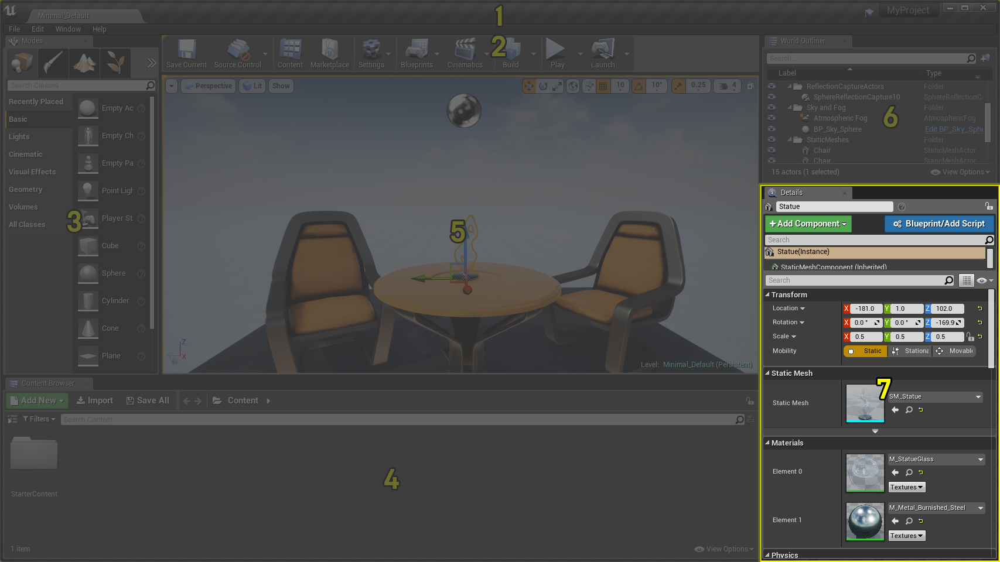 Minimal_Default
1
MyProject
File Edit Window Help
Modes
Search Classes
Recently Placed
Basic
Lights
Cinematic
Visual Effects
Geometry
Volumes
All Classes
Empty Ac
Empty Ch
Empty Pa
Point Ligh
Player St
Cube
Sphere
Cylinder
Cone
Plane
3
Save Current Source Control Content Marketplace Settings Blueprints Cinematics Build Play Launch
2
Perspective Lit Show
10 10° 0.25 4
5
Z
Y X
Level: Minimal_Default (Persistent)
Content Browser
Add New Import Save All Content
Filters Search Content
StarterContent
4
1 item
View Options
World Outliner
Search...
Label Type
ReflectionCaptureActors Folder
SphereReflectionCapture10 SphereReflectionCa
Sky and Fog Folder
Atmospheric Fog AtmosphericFog
BP_Sky_Sphere Edit BP_Sky_Sphe
StaticMeshes Folder
Chair StaticMeshActor
Chair StaticMeshActor
6
15 actors (1 selected) View Options
Details
Statue
+Add Component Blueprint/Add Script
Search
Statue(Instance)
StaticMeshComponent (Inherited)
Search
Transform
Location X -181.0 Y 1.0 Z 102.0
Rotation X 0.0 ° Y 0.0 ° Z -169.9
Scale X 0.5 Y 0.5 Z 0.5
Mobility Static Stationa Movable
Static Mesh
7
Static Mesh SM_Statue
Materials
Element 0 M_StatueGlass
Textures
Element 1 M_Metal_Burnished_Steel
Textures
Physics